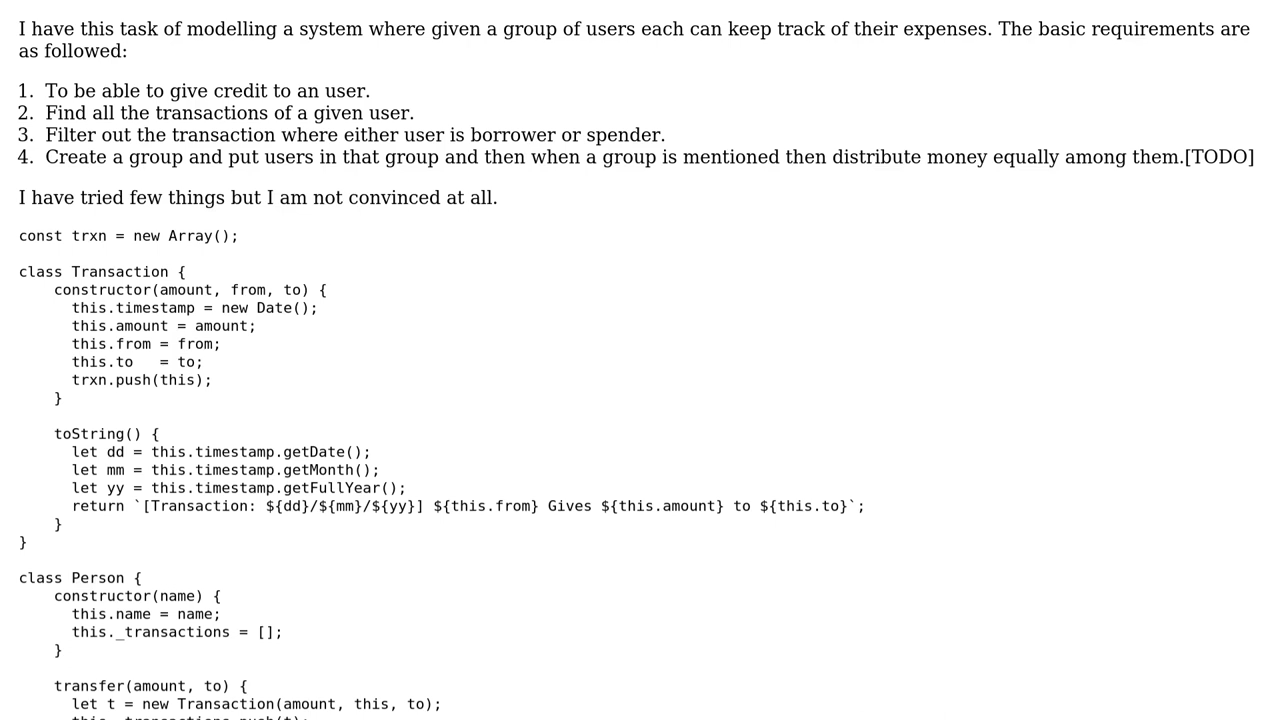 I have this task of modelling a system where given a group of users each can keep track of their expenses. The basic requirements are
as followed:
1. To be able to give credit to an user.
2. Find all the transactions of a given user.
3. Filter out the transaction where either user is borrower or spender.
4. Create a group and put users in that group and then when a group is mentioned then distribute money equally among them.[TODO]
I have tried few things but I am not convinced at all.
const trxn = new Array();
class Transaction {
    constructor(amount, from, to) {
      this.timestamp = new Date();
      this.amount = amount;
      this.from = from;
      this.to   = to;
      trxn.push(this);
    }
    toString() {
      let dd = this.timestamp.getDate();
      let mm = this.timestamp.getMonth();
      let yy = this.timestamp.getFullYear();
      return `[Transaction: ${dd}/${mm}/${yy}] ${this.from} Gives ${this.amount} to ${this.to}`;
    }
}
class Person {
    constructor(name) {
      this.name = name;
      this._transactions = [];
    }
    transfer(amount, to) {
      let t = new Transaction(amount, this, to);